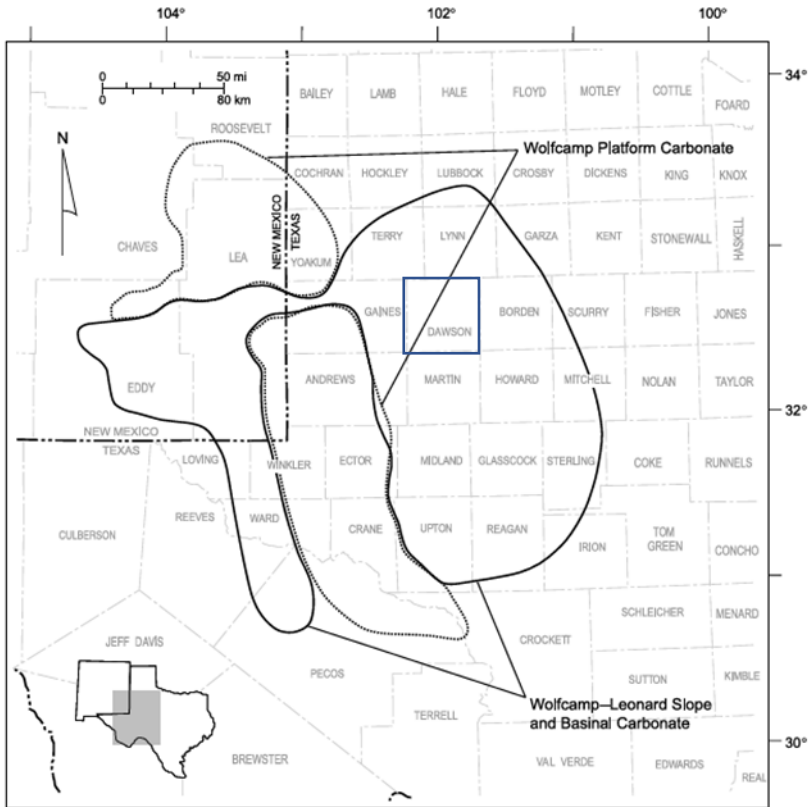 104°
102°
100°
0 50 mi
0 80 km
34°
BAILEY
LAMB
HALE
FLOYD
MOTLEY
COTTLE
FOARD
ROOSEVELT
N
Wolfcamp Platform Carbonate
COCHRAN
HOCKLEY
LUBBOCK
CROSBY
DICKENS
KING
KNOX
NEW MEXICO
TEXAS
CHAVES
LEA
YOAKUM
TERRY
LYNN
GARZA
KENT
STONEWALL
HASKELL
GAINES
DAWSON
BORDEN
SCURRY
FISHER
JONES
EDDY
ANDREWS
MARTIN
HOWARD
MITCHELL
NOLAN
TAYLOR
32°
NEW MEXICO
TEXAS
LOVING
WINKLER
ECTOR
MIDLAND
GLASSCOCK
STERLING
COKE
RUNNELS
CULBERSON
REEVES
WARD
CRANE
UPTON
REAGAN
IRION
TOM
GREEN
CONCHO
SCHLEICHER
MENARD
JEFF DAVIS
CROCKETT
PECOS
SUTTON
KIMBLE
Wolfcamp–Leonard Slope
and Basinal Carbonate
TERRELL
30°
BREWSTER
VAL VERDE
EDWARDS
REAL